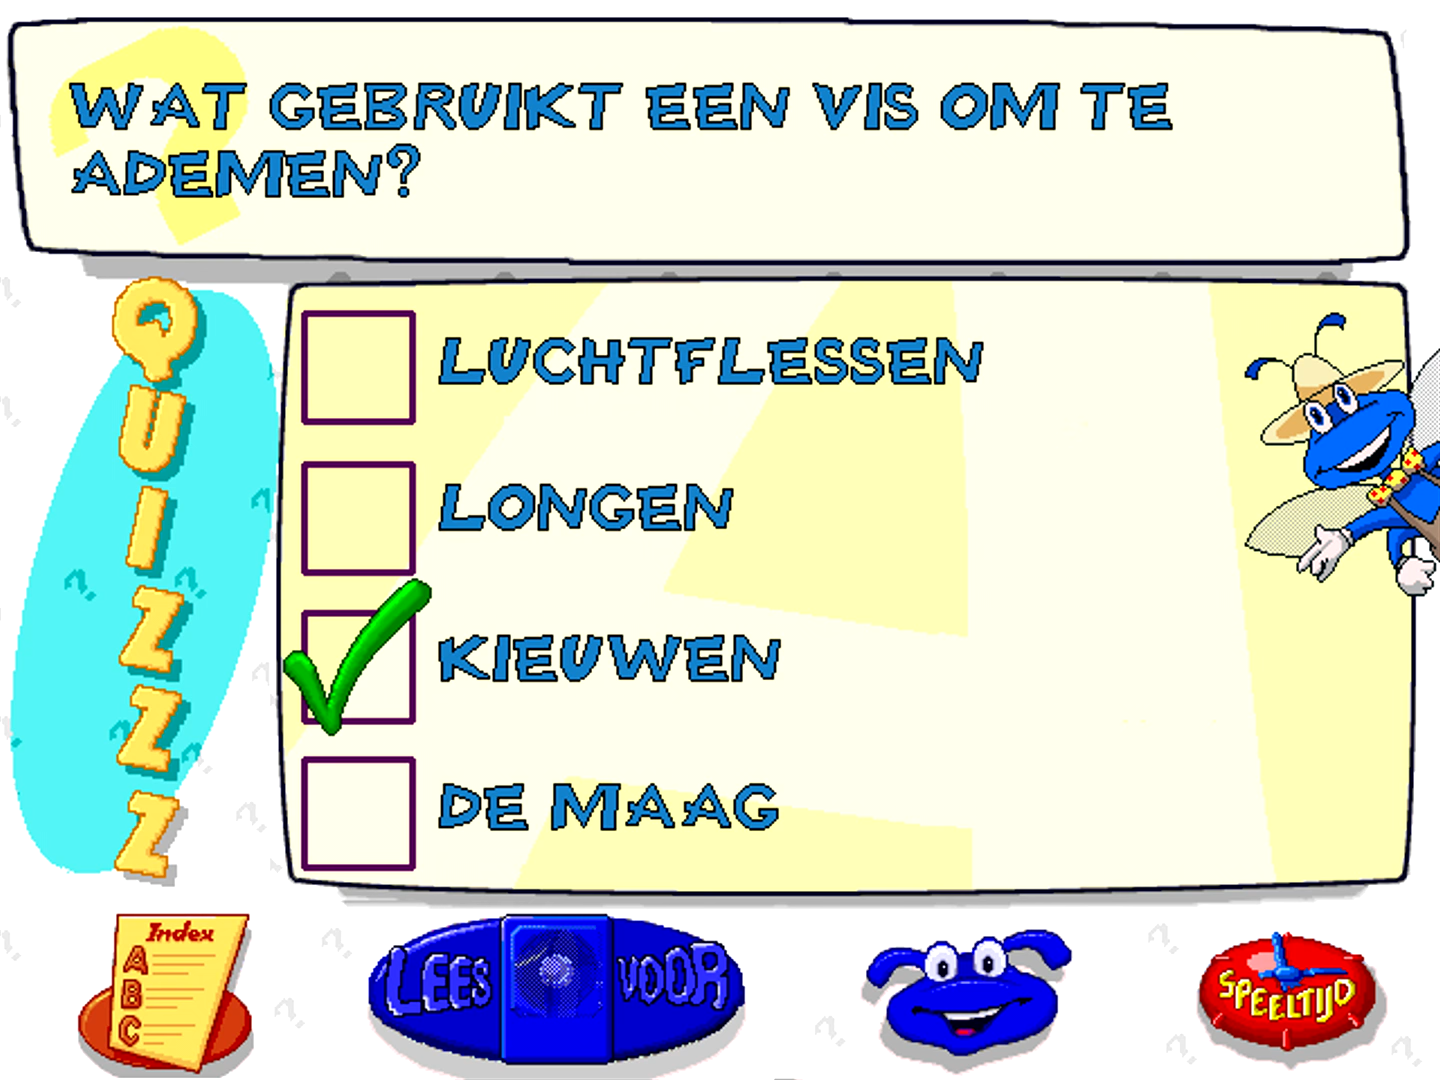 WAT GEBRUIKT EEN VIS OM TE
ADEMEN?
QUIZZZ
LUCHTFLESSEN
LONGEN
KIEUWEN
DE MAAG
Index
A
B
C
LEES VOOR
SPEELTIJD